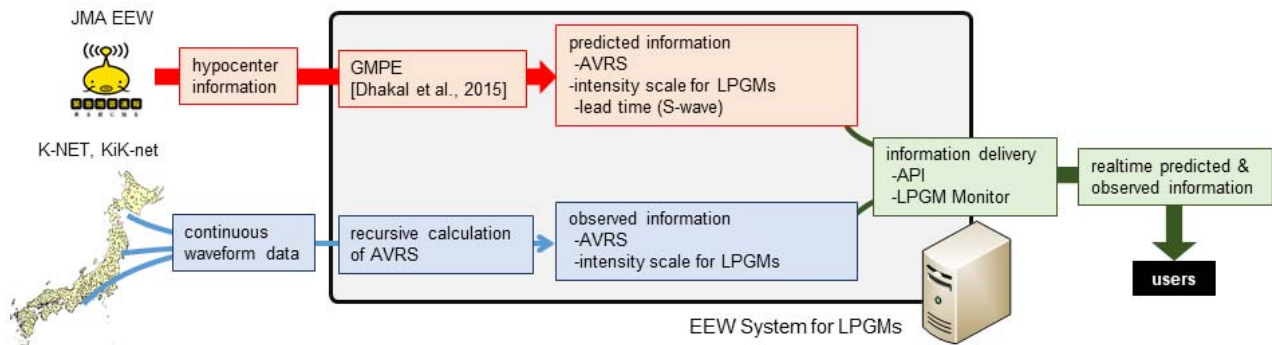 JMA EEW
hypocenter
information
GMPE
[Dhakal et al., 2015]
predicted information
-AVRS
-intensity scale for LPGMs
-lead time (S-wave)
K-NET, KiK-net
continuous
waveform data
recursive calculation
of AVRS
observed information
-AVRS
-intensity scale for LPGMs
information delivery
-API
-LPGM Monitor
realtime predicted &
observed information
users
EEW System for LPGMs